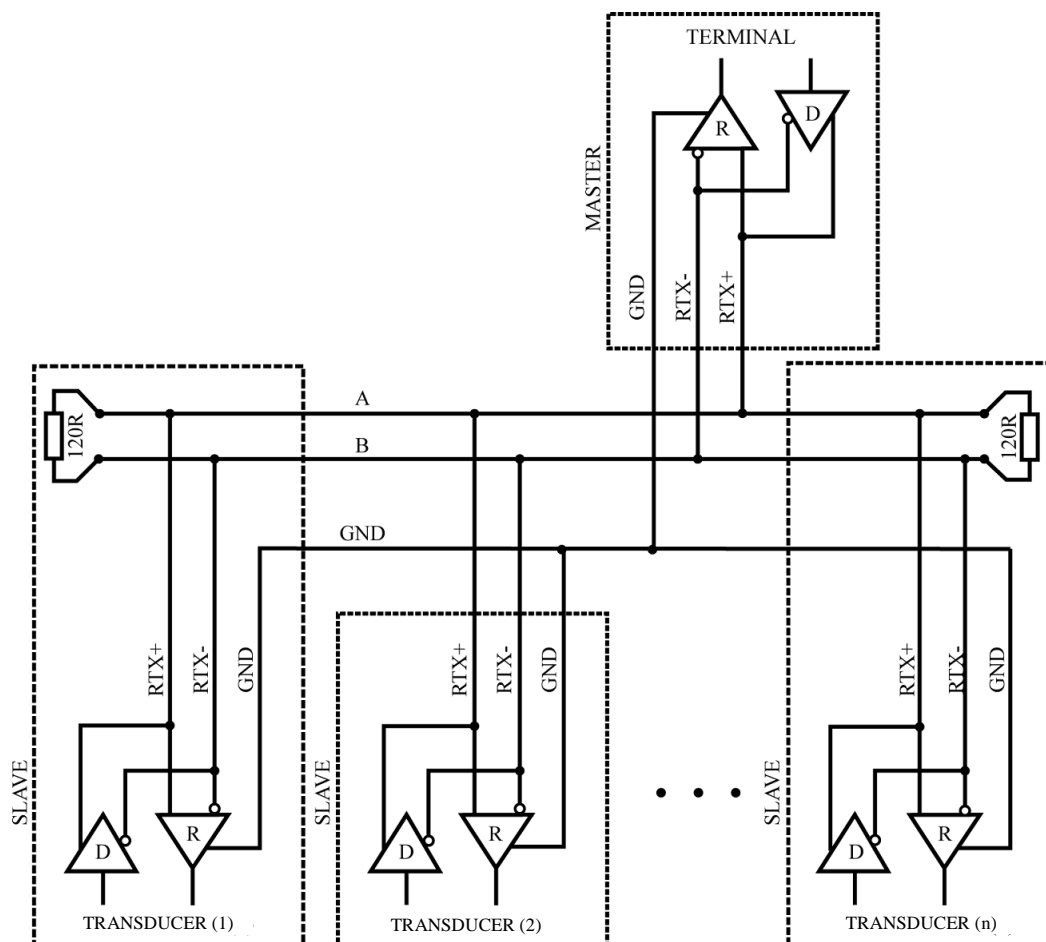 TERMINAL
R
D
MASTER
GND
RTX-
RTX+
A
B
120R
120R
GND
RTX+
RTX-
GND
RTX+
RTX-
GND
RTX+
RTX-
GND
SLAVE
SLAVE
SLAVE
D
R
D
R
D
R
TRANSDUCER (1)
TRANSDUCER (2)
TRANSDUCER (n)